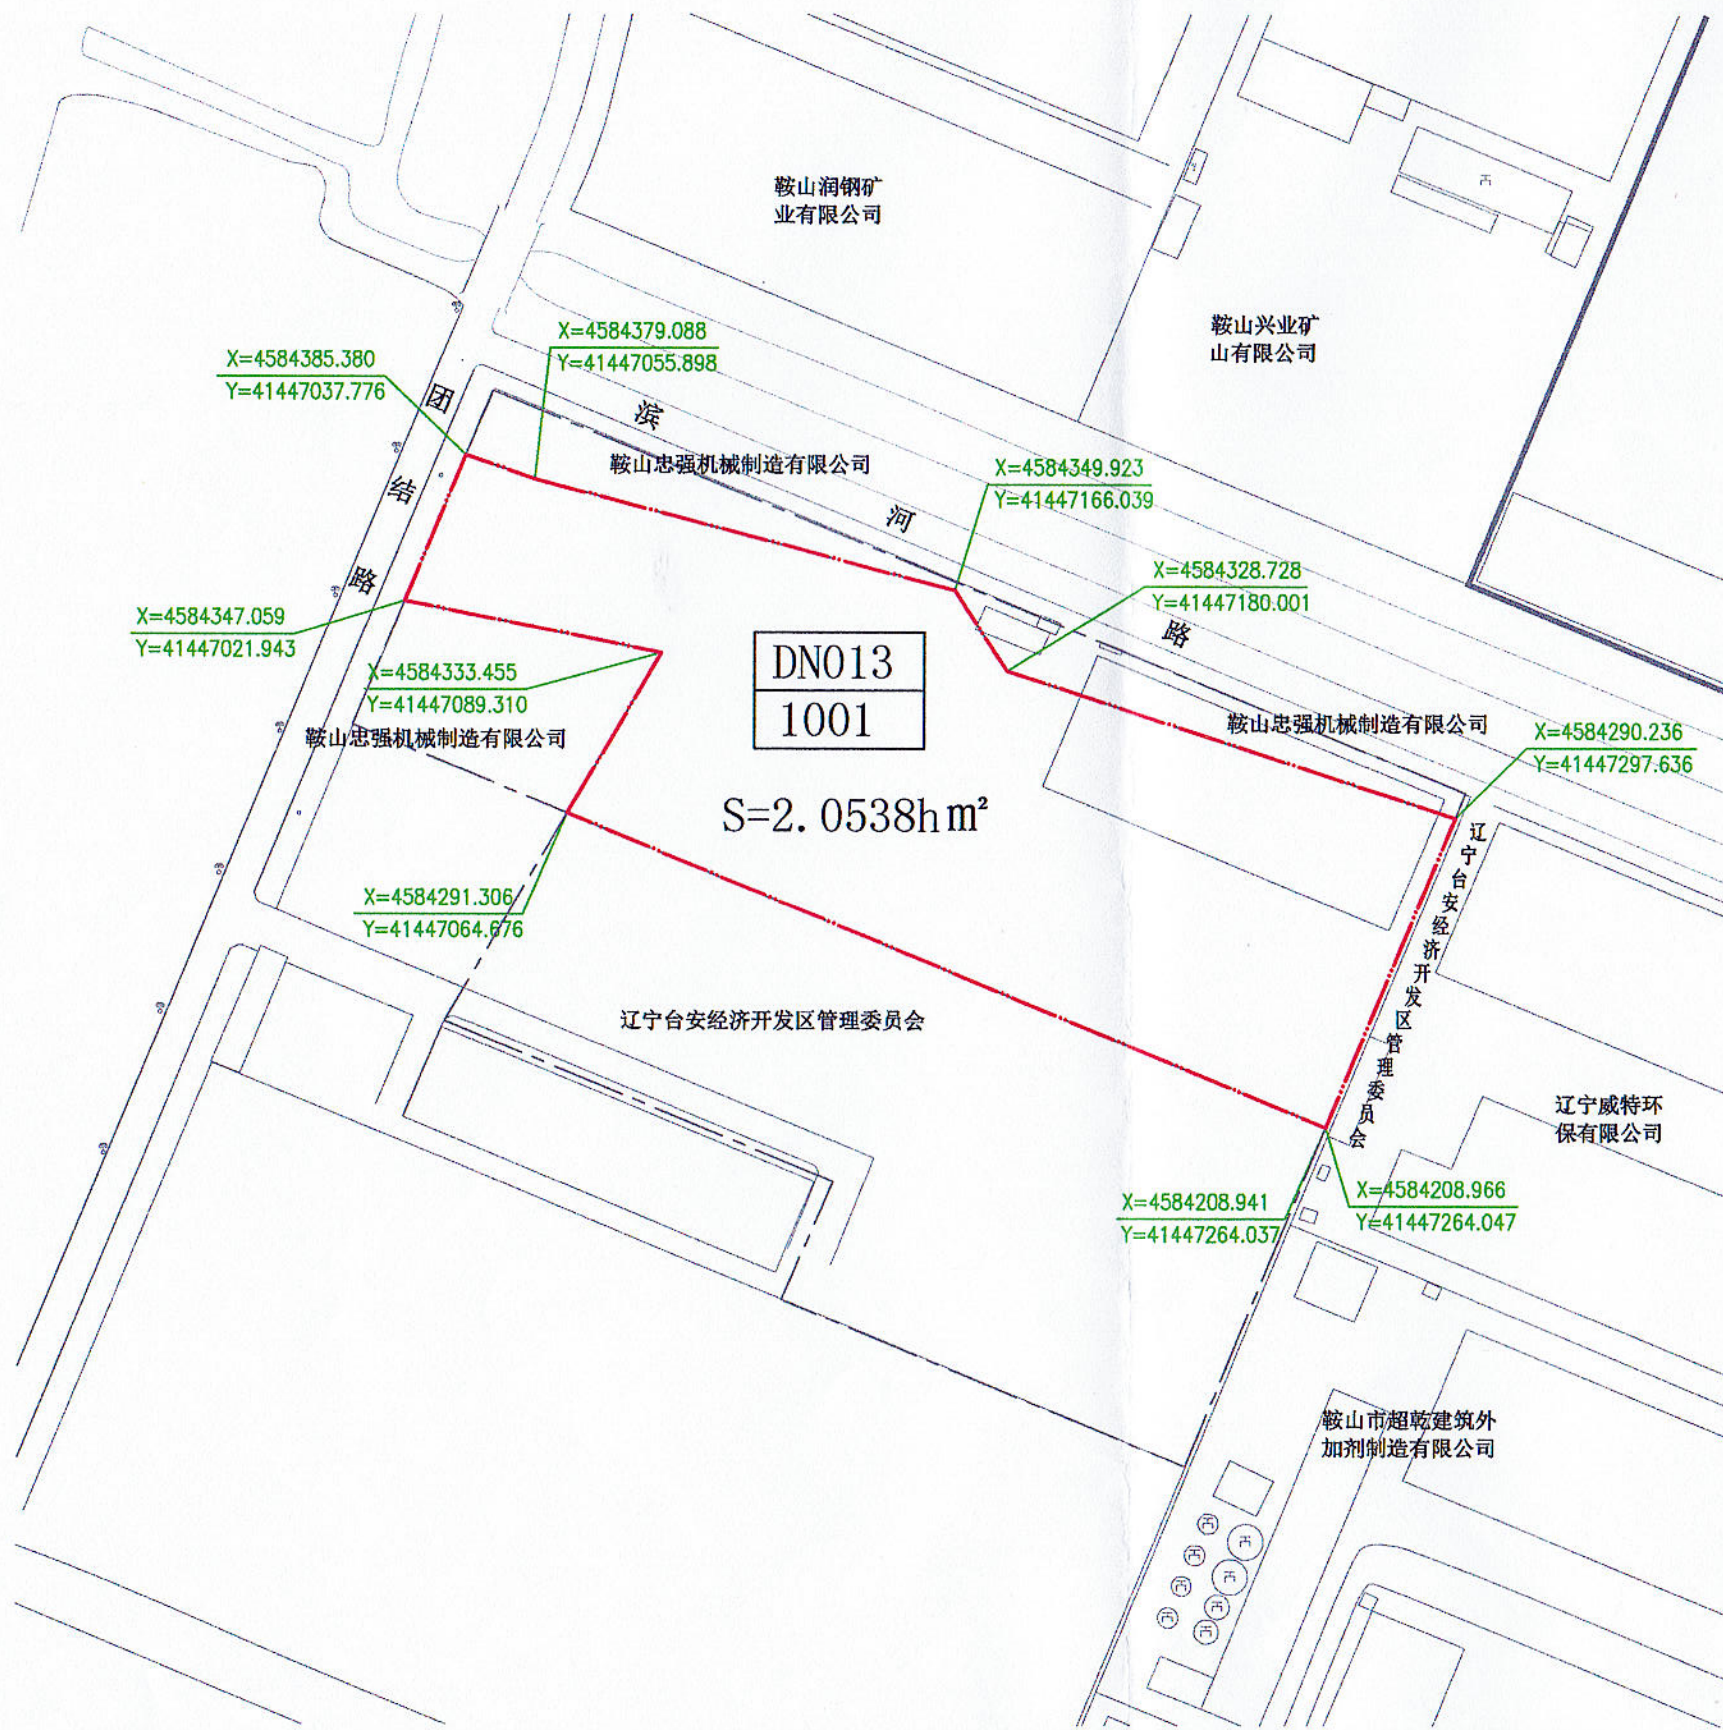 鞍山润钢矿
业有限公司
鞍山兴业矿
山有限公司
X=4584379.088
Y=41447055.898
X=4584385.380
Y=41447037.776
团结路
滨河路
鞍山忠强机械制造有限公司
X=4584349.923
Y=41447166.039
X=4584328.728
Y=41447180.001
X=4584347.059
Y=41447021.943
X=4584333.455
Y=41447089.310
鞍山忠强机械制造有限公司
DN013
1001
S=2.0538hm²
鞍山忠强机械制造有限公司
X=4584290.236
Y=41447297.636
辽宁台安经济开发区管理委员会
X=4584291.306
Y=41447064.676
辽宁台安经济开发区管理委员会
辽宁威特环
保有限公司
X=4584208.941
Y=41447264.037
X=4584208.966
Y=41447264.047
鞍山市超乾建筑外
加剂制造有限公司